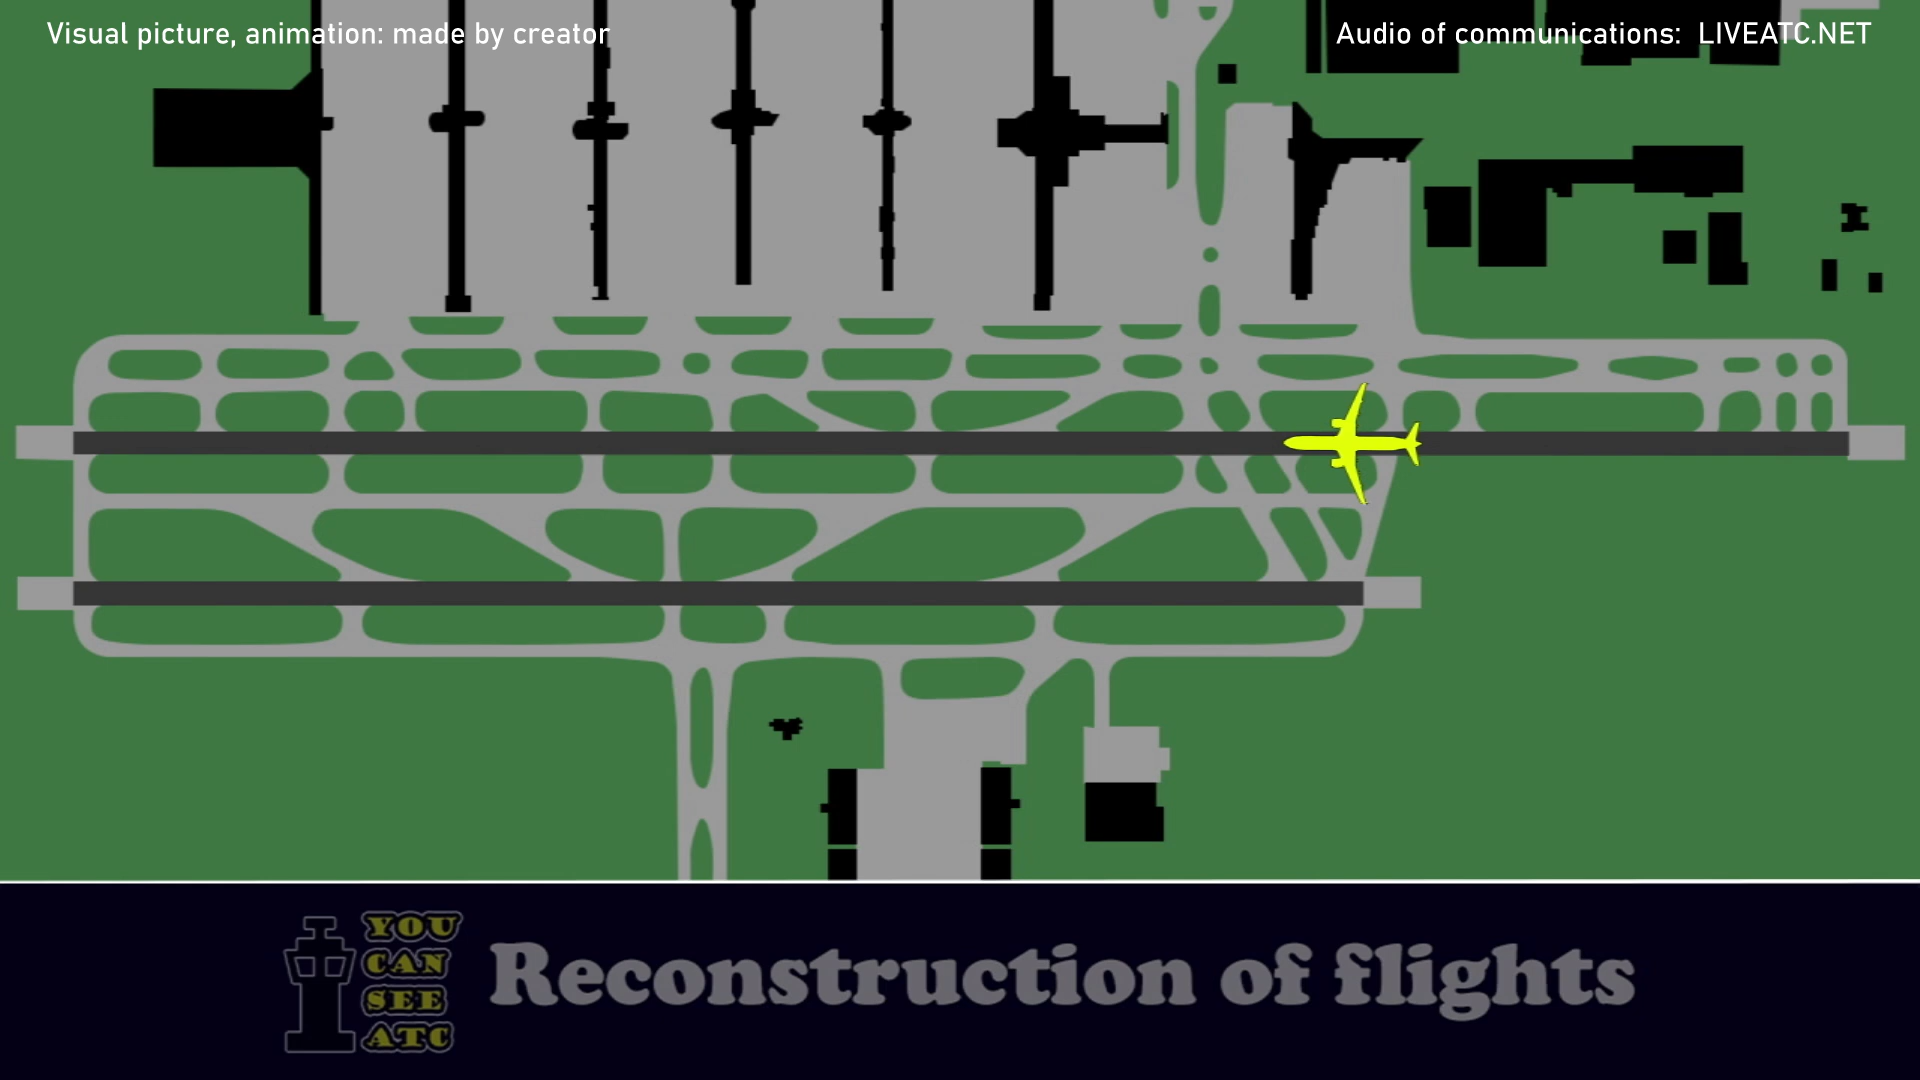 Visual picture, animation: made by creator
Audio of communications: LIVEATC.NET
YOU
CAN
SEE
ATC
Reconstruction of flights